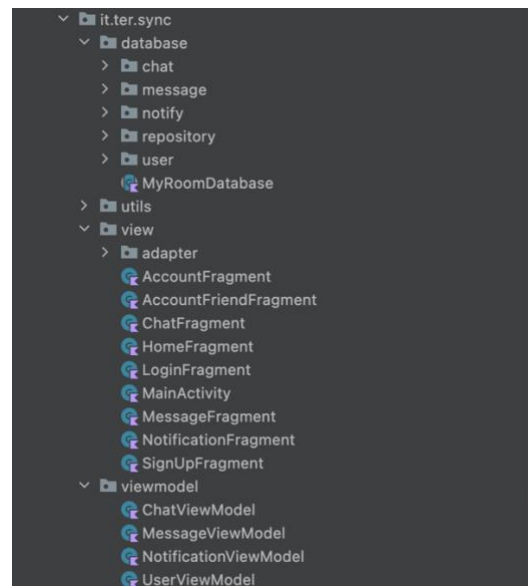 it.ter.sync
database
chat
message
notify
repository
user
MyRoomDatabase
utils
view
adapter
AccountFragment
AccountFriendFragment
ChatFragment
HomeFragment
LoginFragment
MainActivity
MessageFragment
NotificationFragment
SignUpFragment
viewmodel
ChatViewModel
MessageViewModel
NotificationViewModel
UserViewModel